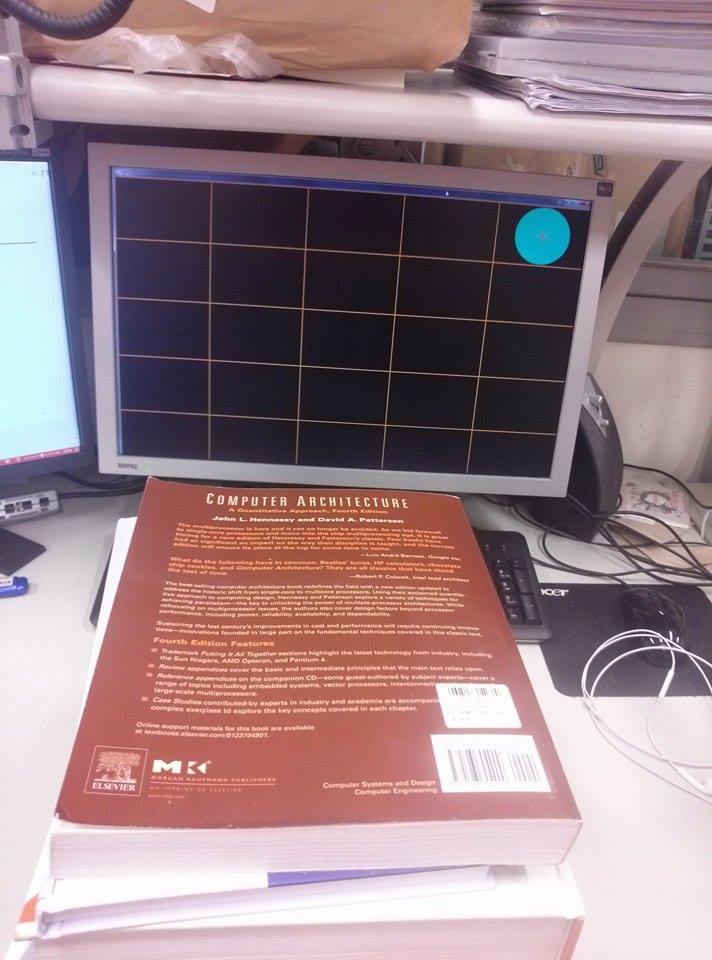 BENQ
COMPUTER ARCHITECTURE
A Quantitative Approach, Fourth Edition
John L. Hennessy and David A. Patterson
The multiprocessor is here and it can no longer be avoided. As we bid farewell
to single-core processors and move into the chip multiprocessing age, it is great
timing for a new edition of Hennessy and Patterson's classic. Few books have
had as significant an impact on the way their discipline is taught, and the current
edition will ensure its place at the top for some time to come.
—Luiz André Barroso, Google Inc.
What do the following have in common: Beatles' tunes, HP calculators, chocolate
chip cookies, and Computer Architecture? They are all classics that have stood
the test of time.
—Robert P. Colwell, Intel lead architect
The best-selling computer architecture book redefines the field with a new edition updated to
address the historic shift from single-core to multicore processors. Using their acclaimed quantita-
tive approach to computing design, Hennessy and Patterson explore a variety of techniques for
achieving parallelism—the key to unlocking the power of multiple processor architectures. While
refocusing on multiprocessor issues, the authors also cover design factors beyond processor
performance, including power, reliability, availability, and dependability.
Sustaining the last century's improvements in cost and performance will require continuing innova-
tions—innovations founded in large part on the fundamental techniques covered in this classic text.
Fourth Edition Features
Trademark Putting It All Together sections highlight the latest technology from industry, including
the Sun Niagara, AMD Opteron, and Pentium 4.
Review appendices cover the basic and intermediate principles that the main text relies upon.
Reference appendices on the companion CD—some guest-authored by subject experts—cover a
range of topics including embedded systems, vector processors, interconnection
large-scale multiprocessors.
Case Studies contributed by experts in industry and academia are accompanied
complex exercises to explore the key concepts covered in each chapter.
Online support materials for this book are available
at textbooks.elsevier.com/0123704901.
ELSEVIER
MK
MORGAN KAUFMANN PUBLISHERS
AN IMPRINT OF ELSEVIER
www.mkp.com
Computer Systems and Design
Computer Engineering
acer